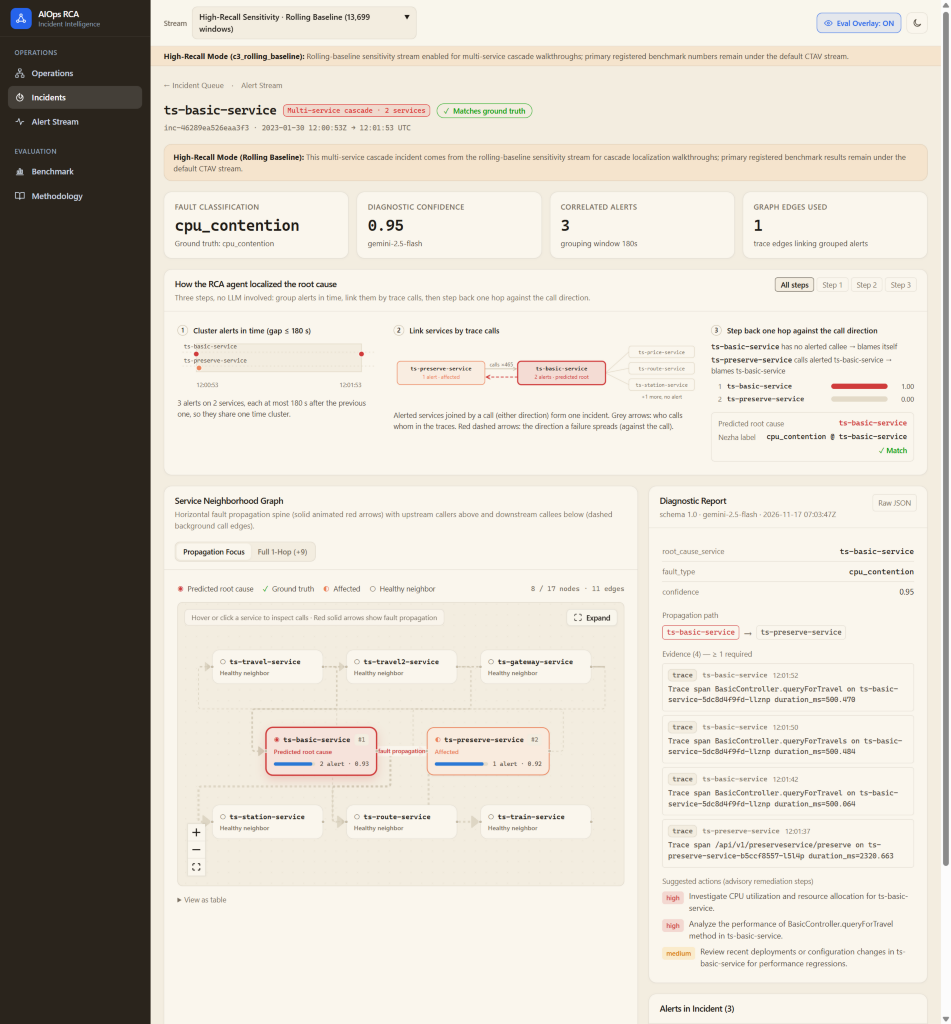 AIOps RCA
Incident Intelligence
OPERATIONS
Operations
Incidents
Alert Stream
EVALUATION
Benchmark
Methodology
Stream
High-Recall Sensitivity · Rolling Baseline (13,699
windows)
Eval Overlay: ON
High-Recall Mode (c3_rolling_baseline): Rolling-baseline sensitivity stream enabled for multi-service cascade walkthroughs; primary registered benchmark numbers remain under the default CTAV stream.
← Incident Queue · Alert Stream
ts-basic-service Multi-service cascade · 2 services ✓ Matches ground truth
inc-46289ea526eaa3f3 · 2023-01-30 12:00:53Z → 12:01:53 UTC
High-Recall Mode (Rolling Baseline): This multi-service cascade incident comes from the rolling-baseline sensitivity stream for cascade localization walkthroughs; primary registered benchmark results remain under the
default CTAV stream.
FAULT CLASSIFICATION
cpu_contention
Ground truth: cpu_contention
DIAGNOSTIC CONFIDENCE
0.95
gemini-2.5-flash
CORRELATED ALERTS
3
grouping window 180s
GRAPH EDGES USED
1
trace edges linking grouped alerts
How the RCA agent localized the root cause
Three steps, no LLM involved: group alerts in time, link them by trace calls, then step back one hop against the call direction.
All steps Step 1 Step 2 Step 3
1 Cluster alerts in time (gap ≤ 180 s)
ts-basic-service
ts-preserve-service
12:00:53 12:01:53
3 alerts on 2 services, each at most 180 s after the previous
one, so they share one time cluster.
2 Link services by trace calls
ts-preserve-service
1 alert · affected
calls ×465
ts-basic-service
2 alerts · predicted root
ts-price-service
ts-route-service
ts-station-service
+1 more, no alert
Alerted services joined by a call (either direction) form one incident. Grey arrows: who calls
whom in the traces. Red dashed arrows: the direction a failure spreads (against the call).
3 Step back one hop against the call direction
ts-basic-service has no alerted callee → blames itself
ts-preserve-service calls alerted ts-basic-service →
blames ts-basic-service
1 ts-basic-service 1.00
2 ts-preserve-service 0.00
Predicted root cause ts-basic-service
Nezha label cpu_contention @ ts-basic-service
✓ Match
Service Neighborhood Graph
Horizontal fault propagation spine (solid animated red arrows) with upstream callers above and downstream callees below (dashed
background call edges).
Propagation Focus Full 1-Hop (+9)
Predicted root cause ✓ Ground truth Affected Healthy neighbor 8 / 17 nodes · 11 edges
Hover or click a service to inspect calls · Red solid arrows show fault propagation
Expand
ts-travel-service
Healthy neighbor
ts-travel2-service
Healthy neighbor
ts-gateway-service
Healthy neighbor
ts-basic-service #1
Predicted root cause
2 alert · 0.93
fault propagation
ts-preserve-service #2
Affected
1 alert · 0.92
ts-station-service
Healthy neighbor
ts-route-service
Healthy neighbor
ts-train-service
Healthy neighbor
+
−
▶ View as table
Diagnostic Report
schema 1.0 · gemini-2.5-flash · 2026-11-17 07:03:47Z
Raw JSON
root_cause_service ts-basic-service
fault_type cpu_contention
confidence 0.95
Propagation path
ts-basic-service → ts-preserve-service
Evidence (4) — ≥ 1 required
trace ts-basic-service 12:01:52
Trace span BasicController.queryForTravel on ts-basic-
service-5dc8d4f9fd-llznp duration_ms=500.470
trace ts-basic-service 12:01:50
Trace span BasicController.queryForTravels on ts-basic-
service-5dc8d4f9fd-llznp duration_ms=500.484
trace ts-basic-service 12:01:42
Trace span BasicController.queryForTravel on ts-basic-
service-5dc8d4f9fd-llznp duration_ms=500.064
trace ts-preserve-service 12:01:37
Trace span /api/v1/preserveservice/preserve on ts-
preserve-service-b5ccf8557-l5l4p duration_ms=2320.663
Suggested actions (advisory remediation steps)
high Investigate CPU utilization and resource allocation for ts-basic-
service.
high Analyze the performance of BasicController.queryForTravel
method in ts-basic-service.
medium Review recent deployments or configuration changes in ts-
basic-service for performance regressions.
Alerts in Incident (3)